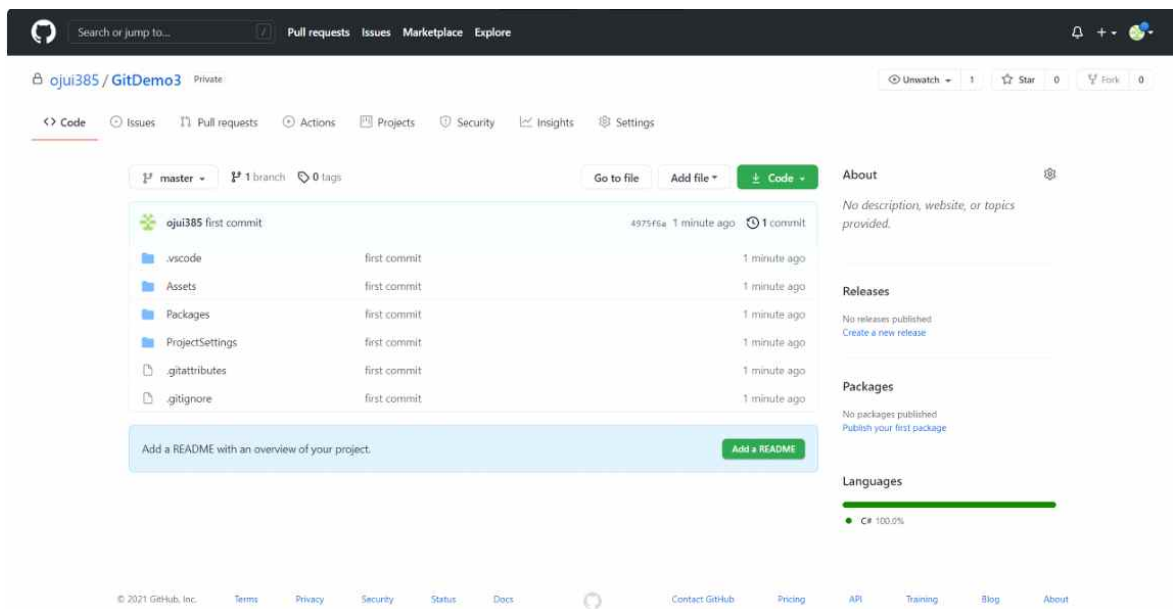 Search or jump to... / Pull requests Issues Marketplace Explore
ojui385 / GitDemo3 Private Unwatch 1 Star 0 Fork 0
Code Issues Pull requests Actions Projects Security Insights Settings
master 1 branch 0 tags Go to file Add file Code
ojui385 first commit 4975f6a 1 minute ago 1 commit
.vscode first commit 1 minute ago
Assets first commit 1 minute ago
Packages first commit 1 minute ago
ProjectSettings first commit 1 minute ago
.gitattributes first commit 1 minute ago
.gitignore first commit 1 minute ago
Add a README with an overview of your project. Add a README
About
No description, website, or topics
provided.
Releases
No releases published
Create a new release
Packages
No packages published
Publish your first package
Languages
C# 100.0%
© 2021 GitHub, Inc. Terms Privacy Security Status Docs Contact GitHub Pricing API Training Blog About